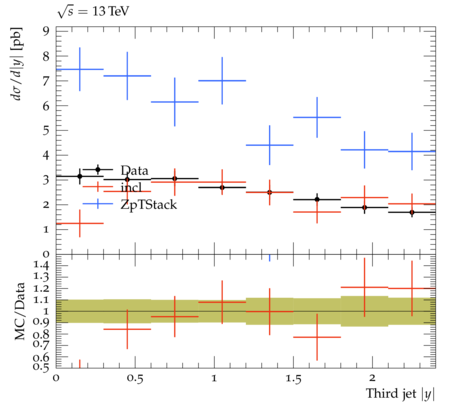 √s = 13 TeV
dσ/d|y| [pb]
9
8
7
6
5
4
3
2
1
0
Data
incl
ZpTStack
MC/Data
1.4
1.3
1.2
1.1
1
0.9
0.8
0.7
0.6
0.5
0 0.5 1 1.5 2
Third jet |y|